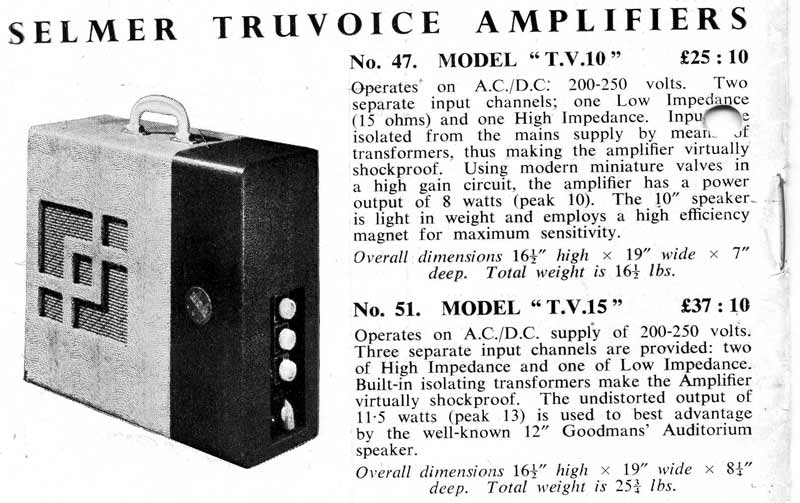 SELMER TRUVOICE AMPLIFIERS
No. 47. MODEL “T.V.10” £25 : 10
Operates on A.C./D.C. 200-250 volts. Two
separate input channels; one Low Impedance
(15 ohms) and one High Impedance.
isolated from the mains supply by of
transformers, thus making the amplifier virtually
shockproof. Using modern miniature valves in
a high gain circuit, the amplifier has a power
output of 8 watts (peak 10). The 10″ speaker
is light in weight and employs a high efficiency
magnet for maximum sensitivity.
Overall dimensions 16½″ high × 19″ wide × 7″
deep. Total weight is 16½ lbs.
No. 51. MODEL “T.V.15” £37 : 10
Operates on A.C./D.C. supply of 200-250 volts.
Three separate input channels are provided: two
of High Impedance and one of Low Impedance.
Built-in isolating transformers make the Amplifier
virtually shockproof. The undistorted output of
11·5 watts (peak 13) is used to best advantage
by the well-known 12″ Goodmans’ Auditorium
speaker.
Overall dimensions 16½″ high × 19″ wide × 8¼″
deep. Total weight is 25¾ lbs.